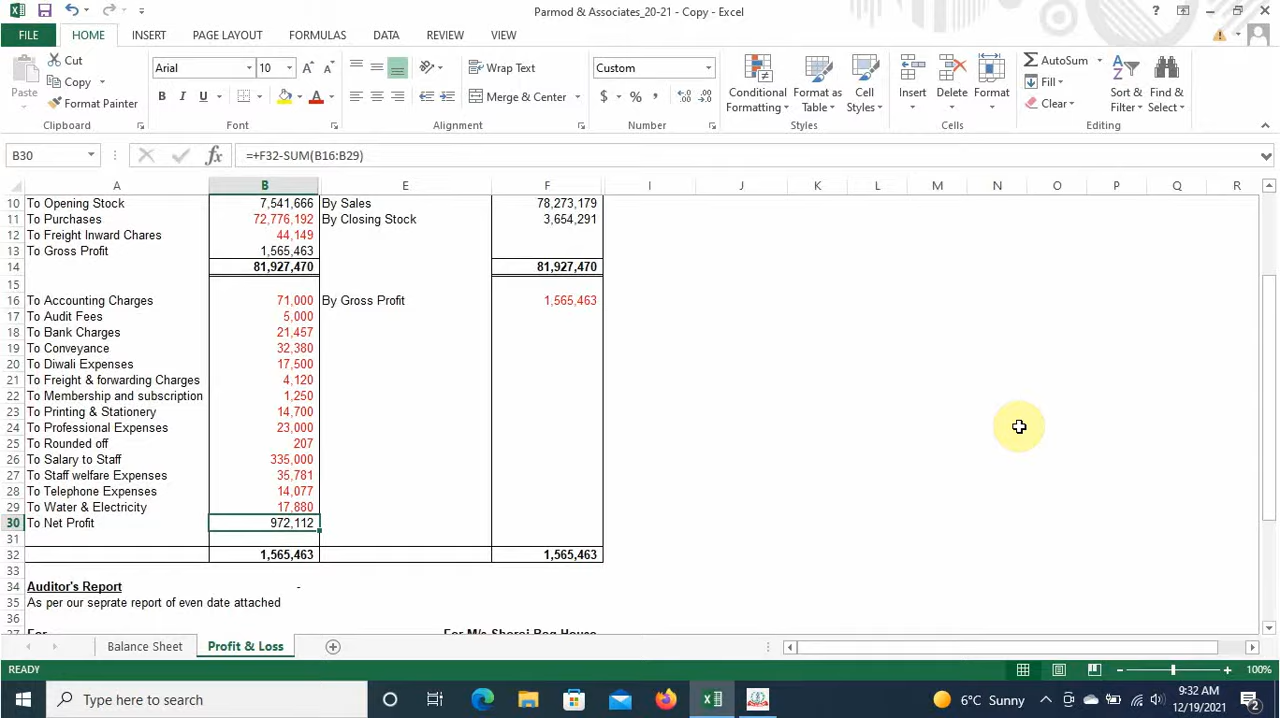 Parmod & Associates_20-21 - Copy - Excel
FILE HOME INSERT PAGE LAYOUT FORMULAS DATA REVIEW VIEW
Paste
Cut
Copy
Format Painter
Clipboard
Arial 10
B I U
Font
Wrap Text
Merge & Center
Alignment
Custom
$ % ,
Number
Conditional Formatting
Format as Table
Cell Styles
Styles
Insert Delete Format
Cells
AutoSum
Fill
Clear
Sort & Filter
Find & Select
Editing
B30 fx =+F32-SUM(B16:B29)
A B E F I J K L M N O P Q R
10 To Opening Stock 7,541,666 By Sales 78,273,179
11 To Purchases 72,776,192 By Closing Stock 3,654,291
12 To Freight Inward Chares 44,149
13 To Gross Profit 1,565,463
14 81,927,470 81,927,470
15
16 To Accounting Charges 71,000 By Gross Profit 1,565,463
17 To Audit Fees 5,000
18 To Bank Charges 21,457
19 To Conveyance 32,380
20 To Diwali Expenses 17,500
21 To Freight & forwarding Charges 4,120
22 To Membership and subscription 1,250
23 To Printing & Stationery 14,700
24 To Professional Expenses 23,000
25 To Rounded off 207
26 To Salary to Staff 335,000
27 To Staff welfare Expenses 35,781
28 To Telephone Expenses 14,077
29 To Water & Electricity 17,880
30 To Net Profit 972,112
31
32 1,565,463 1,565,463
33
34 Auditor's Report -
35 As per our seprate report of even date attached
36
37 For For M/s
Balance Sheet Profit & Loss
READY 100%
Type here to search 6°C Sunny 9:32 AM
12/19/2021 2